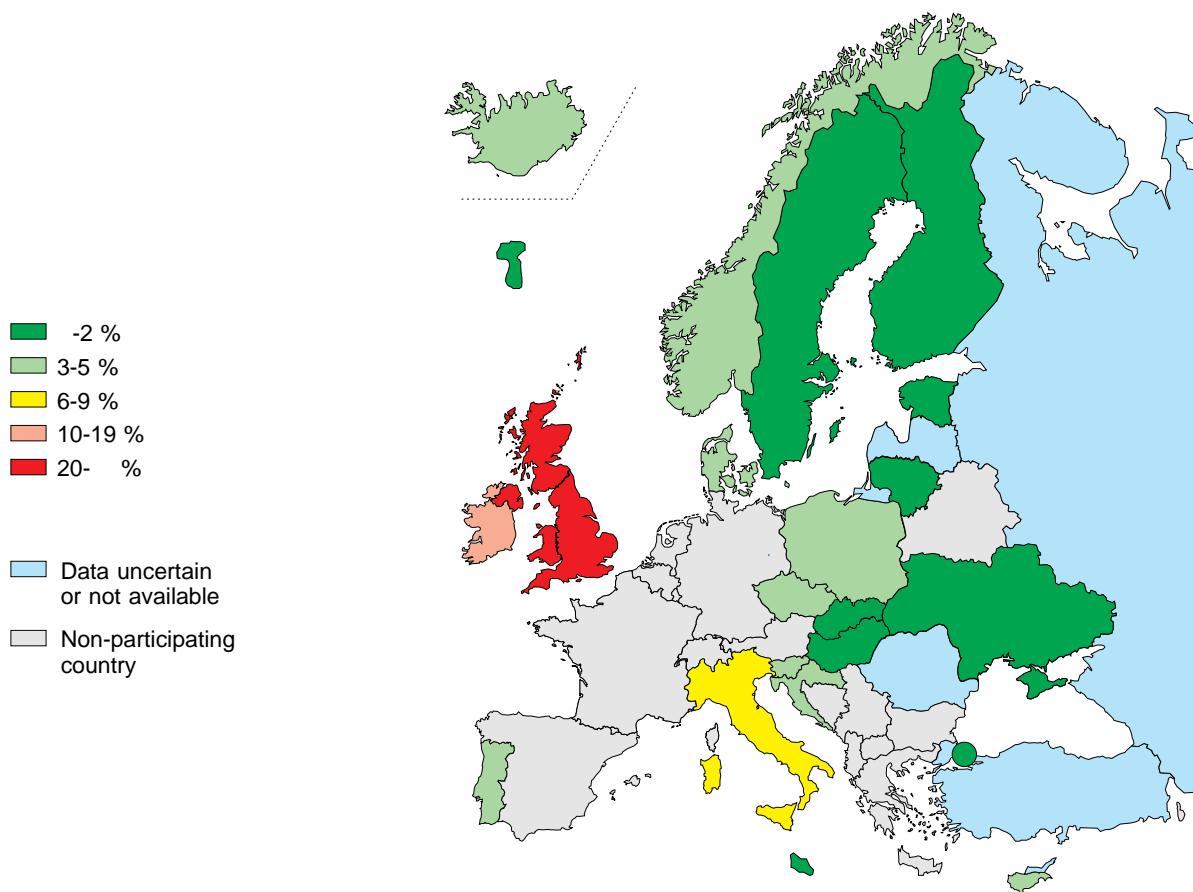 -2 %
3-5 %
6-9 %
10-19 %
20- %
Data uncertain
or not available
Non-participating
country